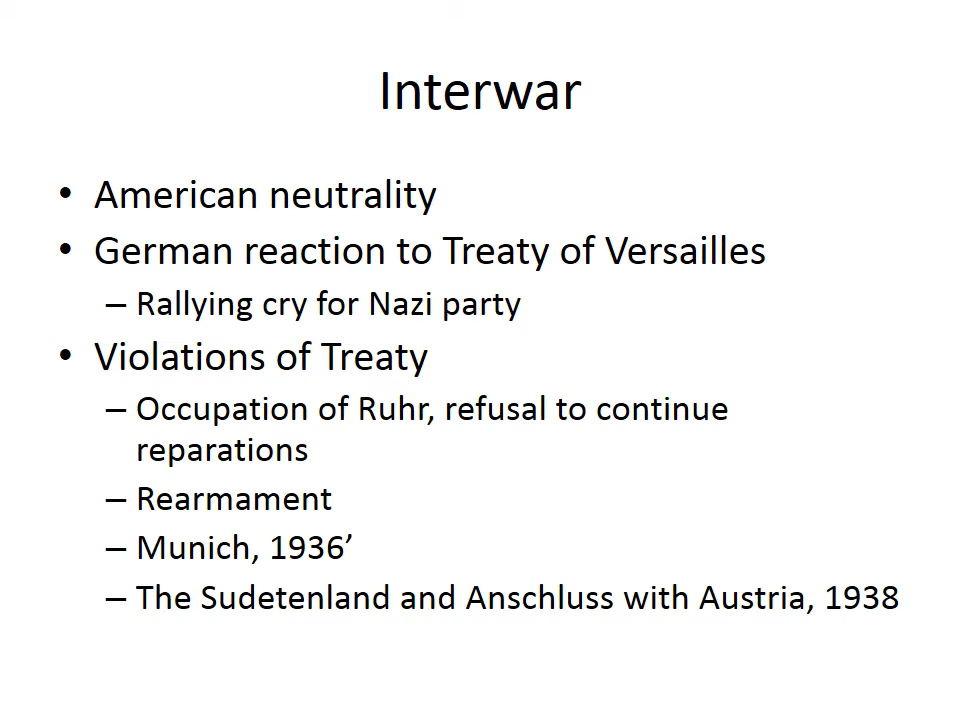 Interwar
• American neutrality
• German reaction to Treaty of Versailles
– Rallying cry for Nazi party
• Violations of Treaty
– Occupation of Ruhr, refusal to continue
reparations
– Rearmament
– Munich, 1936’
– The Sudetenland and Anschluss with Austria, 1938